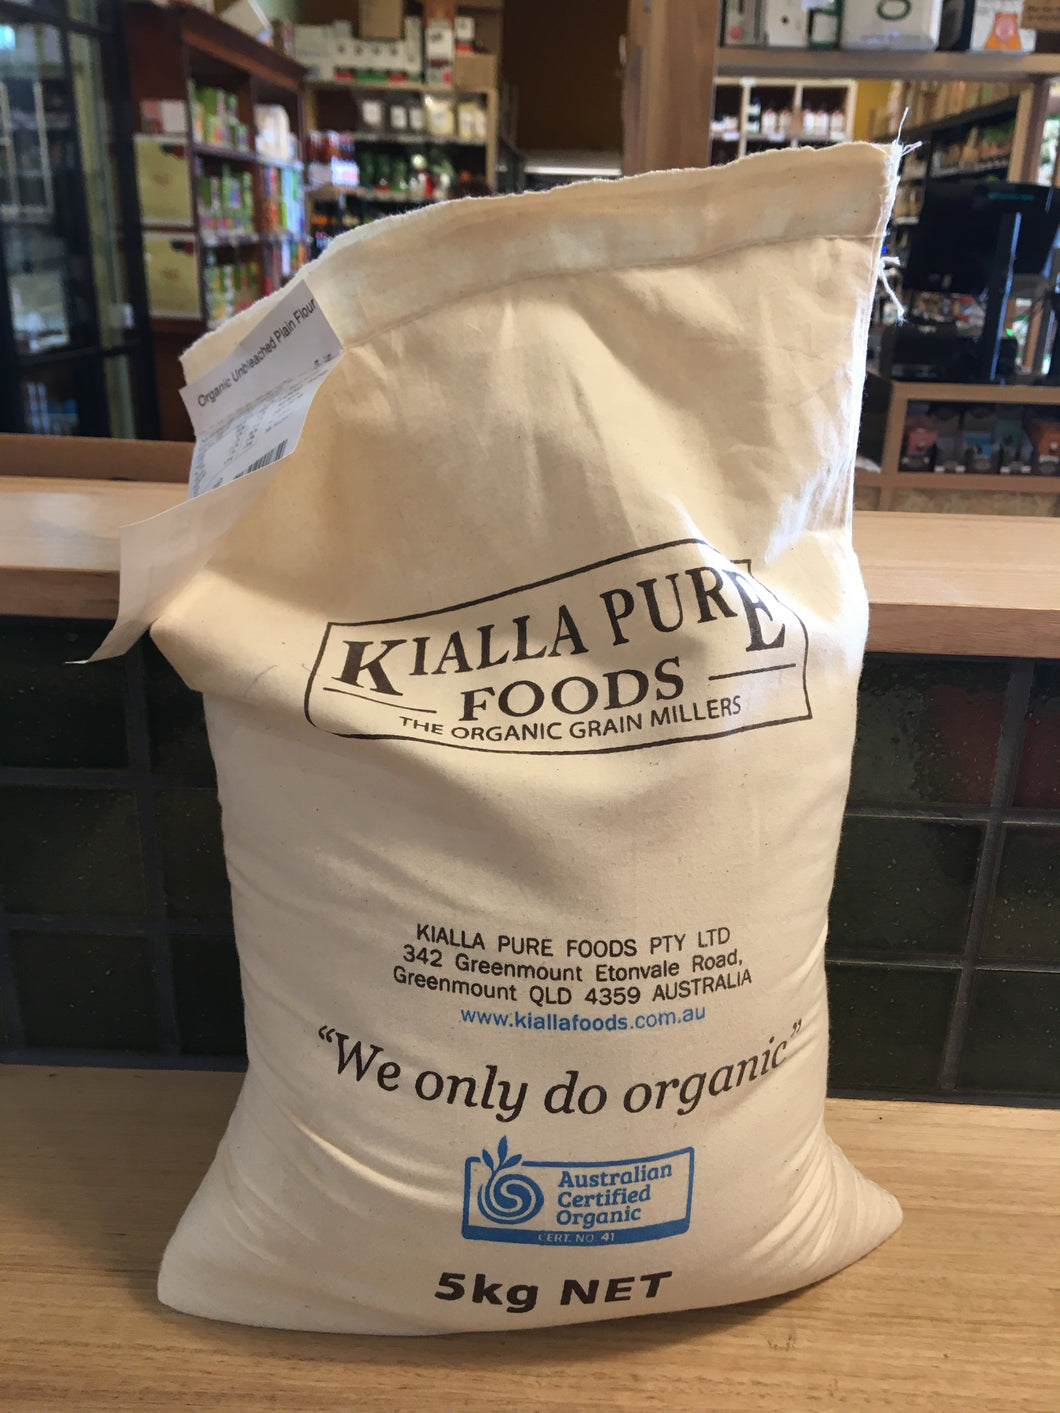 Organic Unbleached Plain Flour
KIALLA PURE
FOODS
THE ORGANIC GRAIN MILLERS
KIALLA PURE FOODS PTY LTD
342 Greenmount Etonvale Road,
Greenmount QLD 4359 AUSTRALIA
www.kiallafoods.com.au
“We only do organic”
Australian
Certified
Organic
CERT. NO. 41
5kg NET